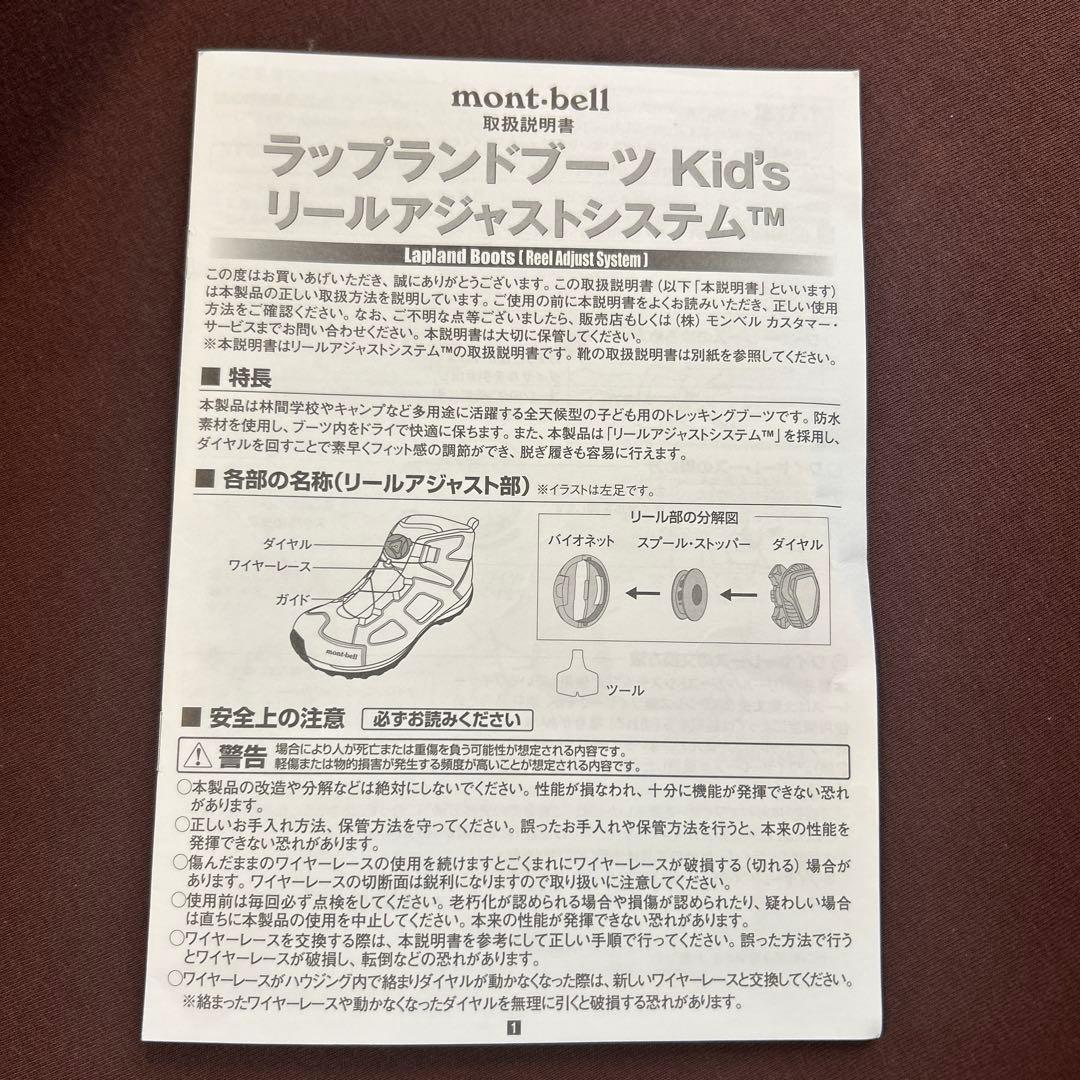 mont-bell
取扱説明書
ラップランドブーツ Kid's
リールアジャストシステム™
Lapland Boots [ Reel Adjust System ]
この度はお買いあげいただき、誠にありがとうございます。この取扱説明書(以下「本説明書」といいます)
は本製品の正しい取扱方法を説明しています。ご使用の前に本説明書をよくお読みいただき、正しい使用
方法をご確認ください。なお、ご不明な点等ございましたら、販売店もしくは(株)モンベル カスタマー・
サービスまでお問い合わせください。本説明書は大切に保管してください。
※本説明書はリールアジャストシステム™の取扱説明書です。靴の取扱説明書は別紙を参照してください。
■ 特長
本製品は林間学校やキャンプなど多用途に活躍する全天候型の子ども用のトレッキングブーツです。防水
素材を使用し、ブーツ内をドライで快適に保ちます。また、本製品は「リールアジャストシステム™」を採用し、
ダイヤルを回すことで素早くフィット感の調節ができ、脱ぎ履きも容易に行えます。
■ 各部の名称(リールアジャスト部) ※イラストは左足です。
ダイヤル
ワイヤーレース
ガイド
mont-bell
リール部の分解図
バイオネット スプール・ストッパー ダイヤル
ツール
■ 安全上の注意 必ずお読みください
警告 場合により人が死亡または重傷を負う可能性が想定される内容です。
軽傷または物的損害が発生する頻度が高いことが想定される内容です。
○本製品の改造や分解などは絶対にしないでください。性能が損なわれ、十分に機能が発揮できない恐れ
があります。
○正しいお手入れ方法、保管方法を守ってください。誤ったお手入れや保管方法を行うと、本来の性能を
発揮できない恐れがあります。
○傷んだままのワイヤーレースの使用を続けますとごくまれにワイヤーレースが破損する(切れる)場合が
あります。ワイヤーレースの切断面は鋭利になりますので取り扱いに注意してください。
○使用前は毎回必ず点検をしてください。老朽化が認められる場合や損傷が認められたり、疑わしい場合
は直ちに本製品の使用を中止してください。本来の性能が発揮できない恐れがあります。
○ワイヤーレースを交換する際は、本説明書を参考にして正しい手順で行ってください。誤った方法で行う
とワイヤーレースが破損し、転倒などの恐れがあります。
○ワイヤーレースがハウジング内で絡まりダイヤルが動かなくなった際は、新しいワイヤーレースと交換してください。
※絡まったワイヤーレースや動かなくなったダイヤルを無理に引くと破損する恐れがあります。
1